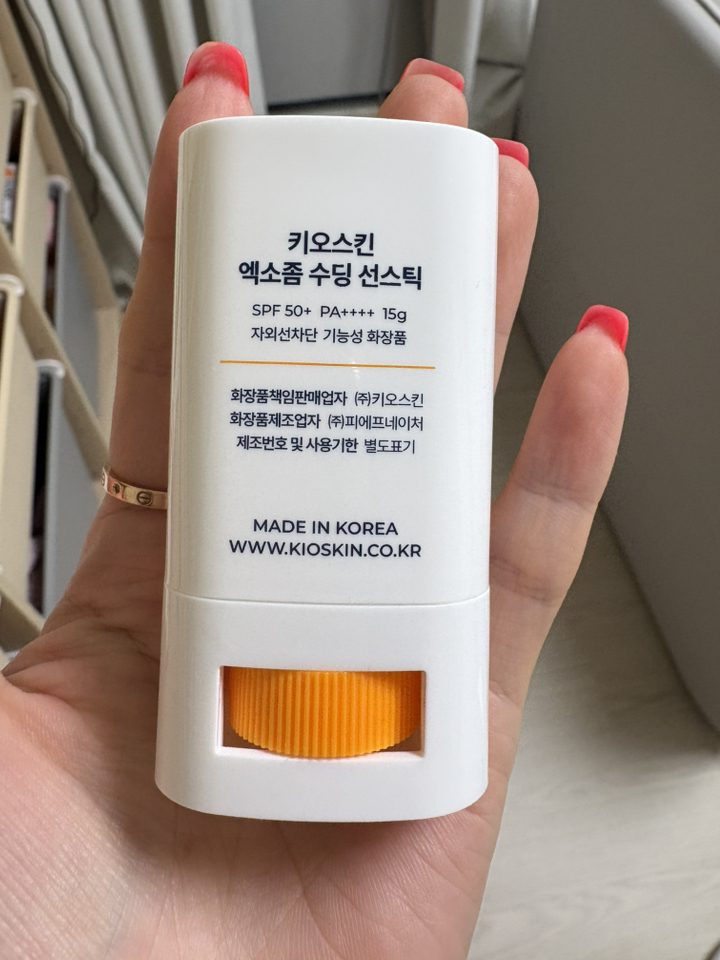 키오스킨
엑소좀 수딩 선스틱
SPF 50+ PA++++ 15g
자외선차단 기능성 화장품
화장품책임판매업자 ㈜키오스킨
화장품제조업자 ㈜피에프네이처
제조번호 및 사용기한 별도표기
MADE IN KOREA
WWW.KIOSKIN.CO.KR